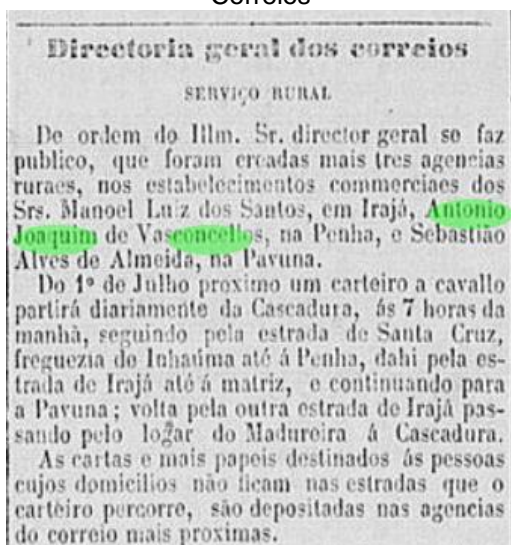 Correios
Directoria geral dos correios
SERVIÇO RURAL
De ordem do Illm. Sr. director geral se faz
publico, que foram creadas mais tres agencias
ruraes, nos estabelecimentos commerciaes dos
Srs. Manoel Luiz dos Santos, em Irajá, Antonio
Joaquim de Vasconcellos, na Penha, e Sebastião
Alves de Almeida, na Pavuna.
Do 1º de Julho proximo um carteiro a cavallo
partirá diariamente da Cascadura, ás 7 horas da
manhã, seguindo pela estrada de Santa Cruz,
freguezia de Inhaúma até á Penha, dahi pela es-
trada de Irajá até á matriz, e continuando para
a Pavuna; volta pela outra estrada de Irajá pas-
sando pelo logar do Madureira á Cascadura.
As cartas e mais papeis destinados ás pessoas
cujos domicilios não ficam nas estradas que o
carteiro percorre, são depositadas nas agencias
do correio mais proximas.